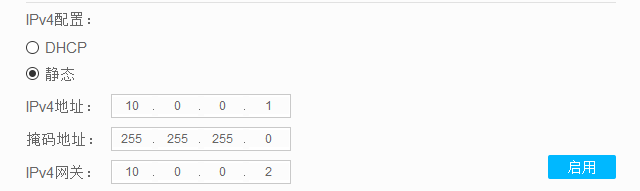 IPv4配置：
DHCP
静态
IPv4地址： 10 . 0 . 0 . 1
掩码地址： 255 . 255 . 255 . 0
IPv4网关： 10 . 0 . 0 . 2
启用